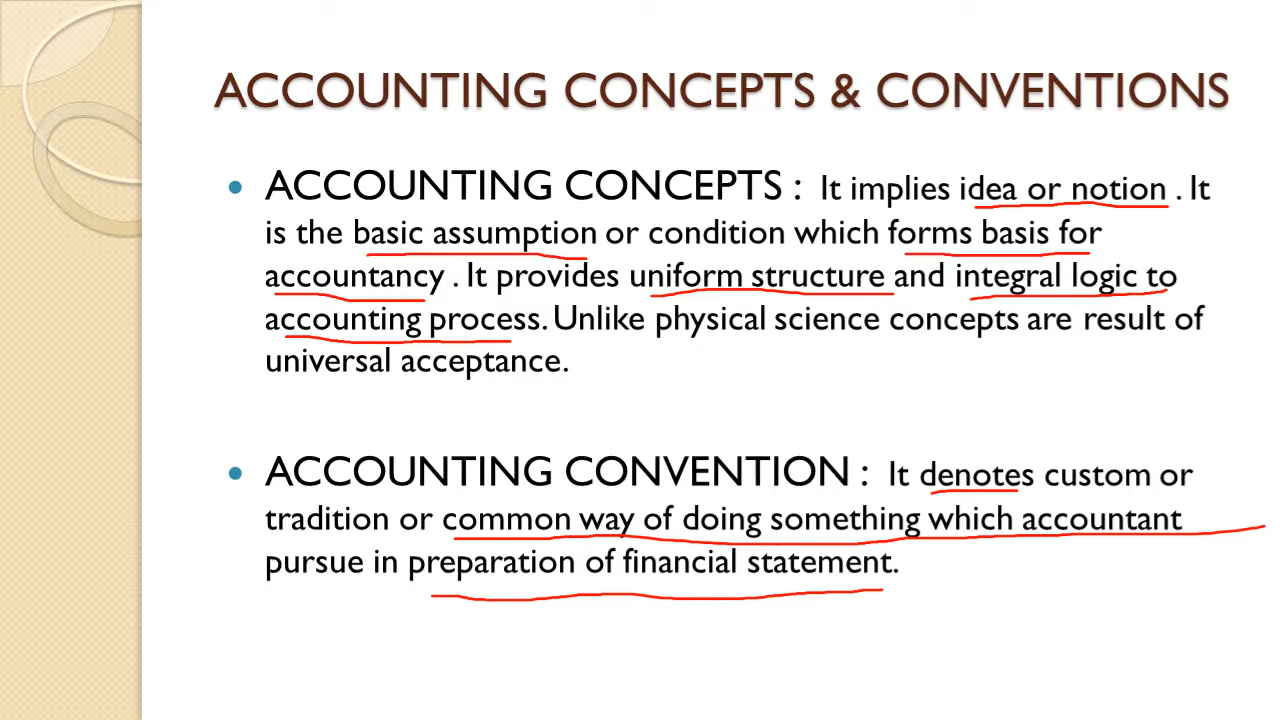 ACCOUNTING CONCEPTS & CONVENTIONS
• ACCOUNTING CONCEPTS : It implies idea or notion . It
is the basic assumption or condition which forms basis for
accountancy . It provides uniform structure and integral logic to
accounting process. Unlike physical science concepts are result of
universal acceptance.
• ACCOUNTING CONVENTION : It denotes custom or
tradition or common way of doing something which accountant
pursue in preparation of financial statement.